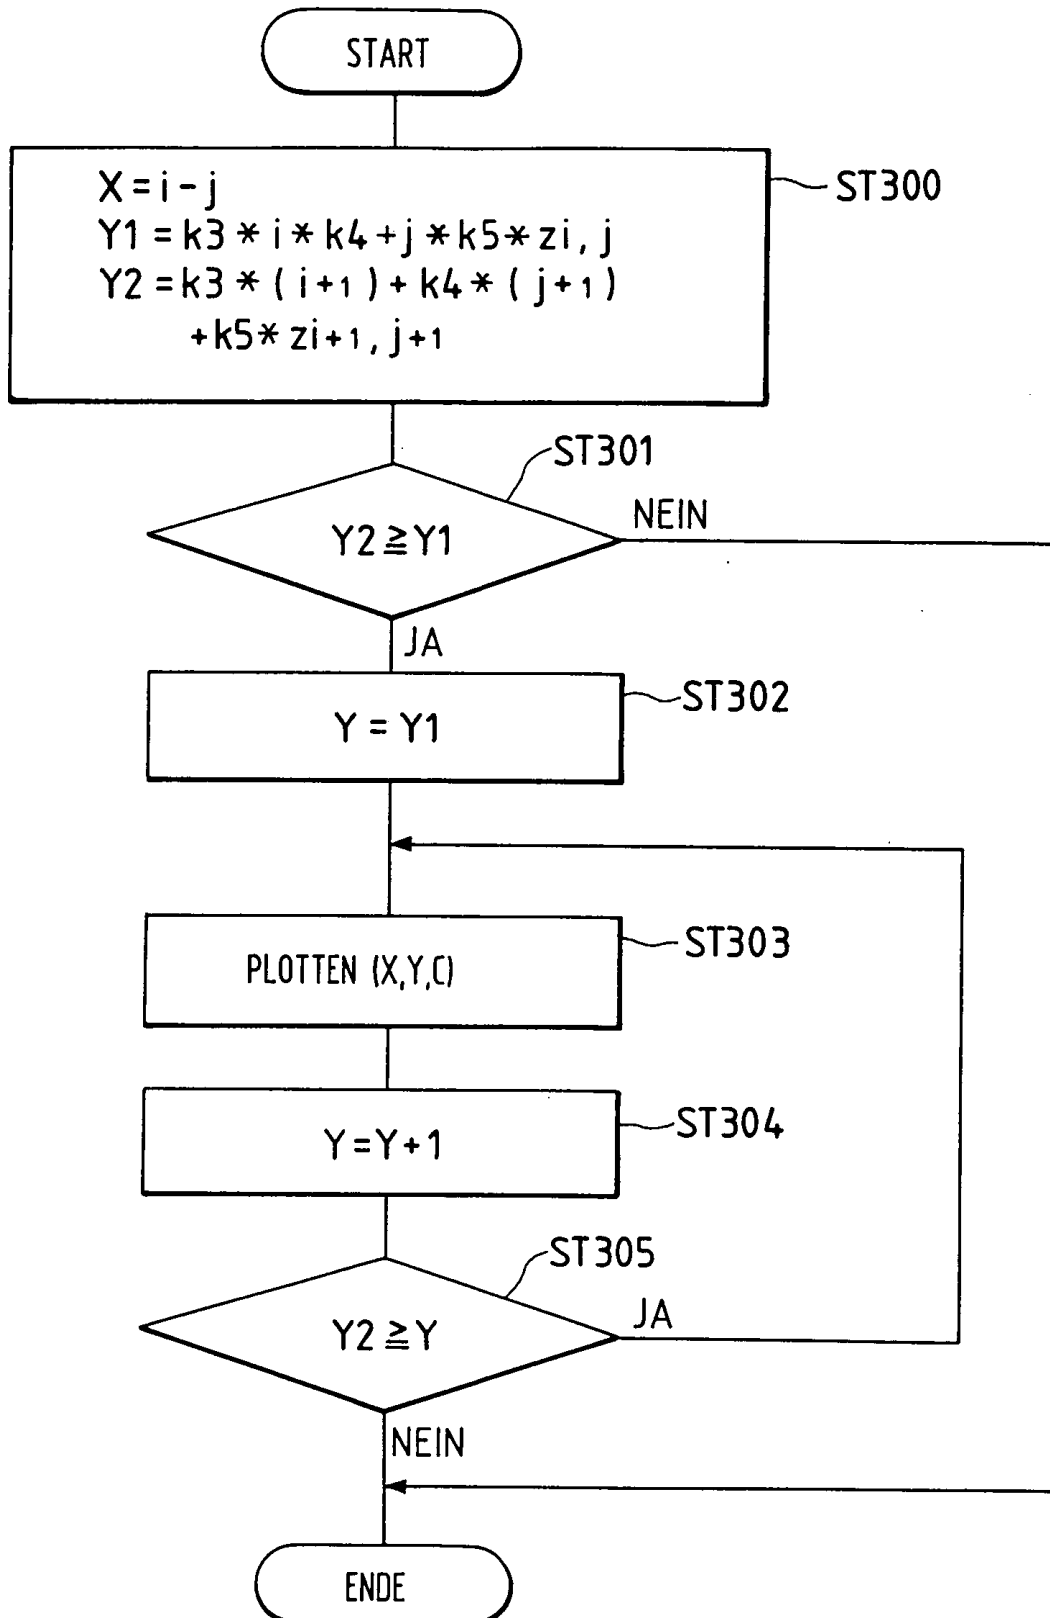 START
X = i - j
ST300
Y1 = k3 * i * k4 + j * k5 * zi, j
Y2 = k3 * ( i + 1 ) + k4 * ( j + 1 )
+ k5 * zi + 1, j + 1
ST301
Y2 ≧ Y1
NEIN
JA
ST302
Y = Y1
ST303
PLOTTEN (X,Y,C)
ST304
Y = Y + 1
ST305
Y2 ≧ Y
JA
NEIN
ENDE